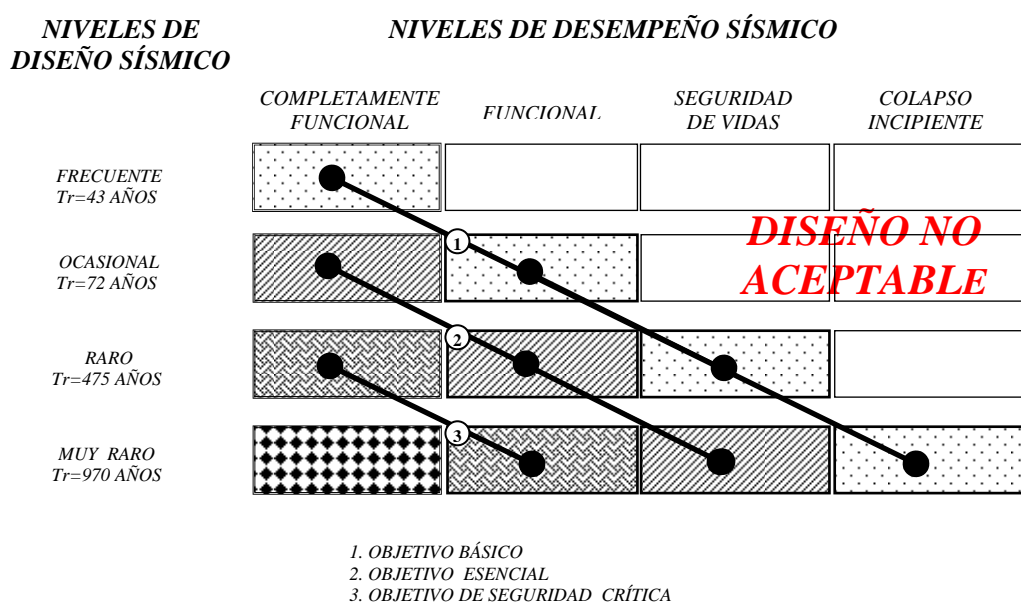 NIVELES DE
DISEÑO SÍSMICO
NIVELES DE DESEMPEÑO SÍSMICO
COMPLETAMENTE
FUNCIONAL
FUNCIONAL
SEGURIDAD
DE VIDAS
COLAPSO
INCIPIENTE
FRECUENTE
Tr=43 AÑOS
DISEÑO NO
ACEPTABLE
1
OCASIONAL
Tr=72 AÑOS
2
RARO
Tr=475 AÑOS
3
MUY RARO
Tr=970 AÑOS
1. OBJETIVO BÁSICO
2. OBJETIVO ESENCIAL
3. OBJETIVO DE SEGURIDAD CRÍTICA